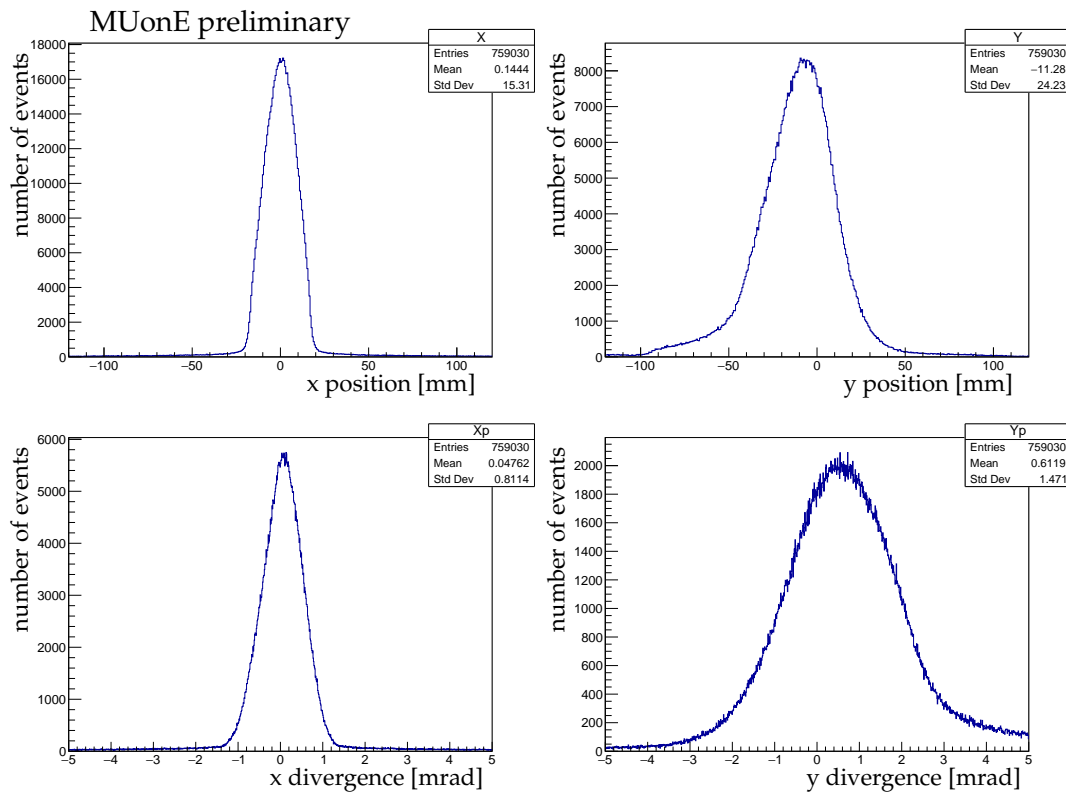 MUonE preliminary
X
Entries 759030
Mean 0.1444
Std Dev 15.31
number of events
18000
16000
14000
12000
10000
8000
6000
4000
2000
0
−100 −50 0 50 100
x position [mm]
Y
Entries 759030
Mean −11.28
Std Dev 24.23
number of events
8000
7000
6000
5000
4000
3000
2000
1000
0
−100 −50 0 50 100
y position [mm]
Xp
Entries 759030
Mean 0.04762
Std Dev 0.8114
number of events
6000
5000
4000
3000
2000
1000
0
−5 −4 −3 −2 −1 0 1 2 3 4 5
x divergence [mrad]
Yp
Entries 759030
Mean 0.6119
Std Dev 1.471
number of events
2000
1800
1600
1400
1200
1000
800
600
400
200
0
−5 −4 −3 −2 −1 0 1 2 3 4 5
y divergence [mrad]